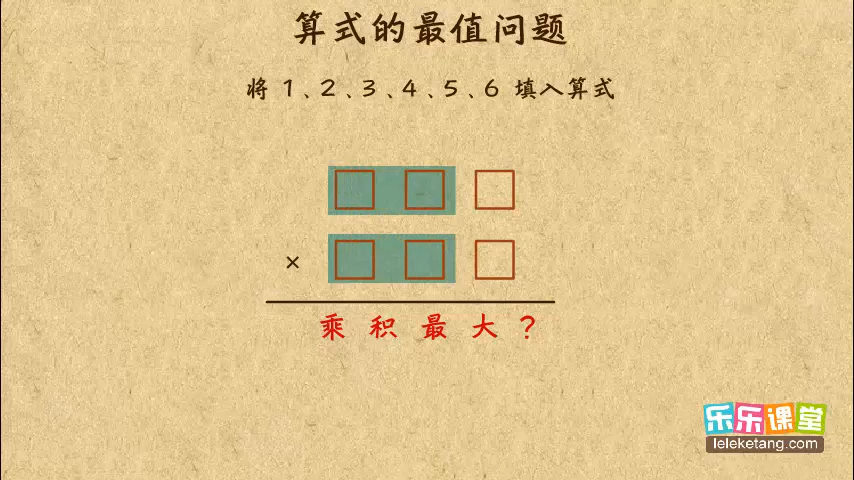 算式的最值问题
将 1、2、3、4、5、6 填入算式
×
乘积最大？
乐乐课堂
leleketang.com